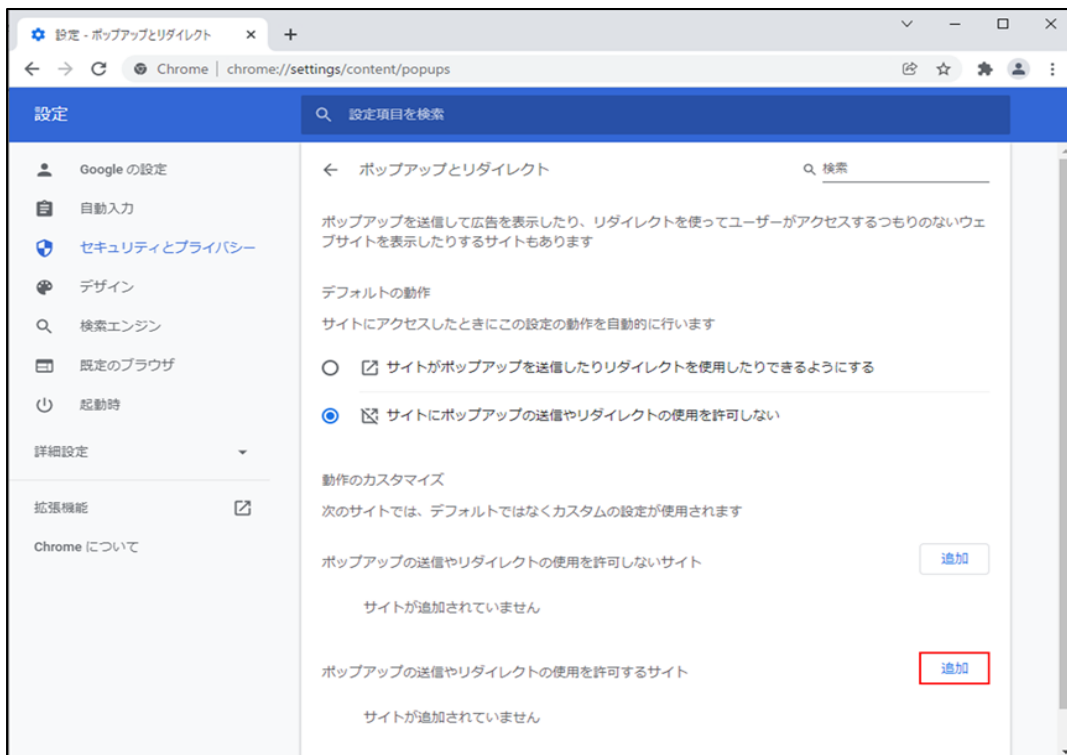 設定 - ポップアップとリダイレクト
Chrome | chrome://settings/content/popups
設定
設定項目を検索
Google の設定
自動入力
セキュリティとプライバシー
デザイン
検索エンジン
既定のブラウザ
起動時
詳細設定
拡張機能
Chrome について
ポップアップとリダイレクト
検索
ポップアップを送信して広告を表示したり、リダイレクトを使ってユーザーがアクセスするつもりのないウェ
ブサイトを表示したりするサイトもあります
デフォルトの動作
サイトにアクセスしたときにこの設定の動作を自動的に行います
サイトがポップアップを送信したりリダイレクトを使用したりできるようにする
サイトにポップアップの送信やリダイレクトの使用を許可しない
動作のカスタマイズ
次のサイトでは、デフォルトではなくカスタムの設定が使用されます
ポップアップの送信やリダイレクトの使用を許可しないサイト
追加
サイトが追加されていません
ポップアップの送信やリダイレクトの使用を許可するサイト
追加
サイトが追加されていません